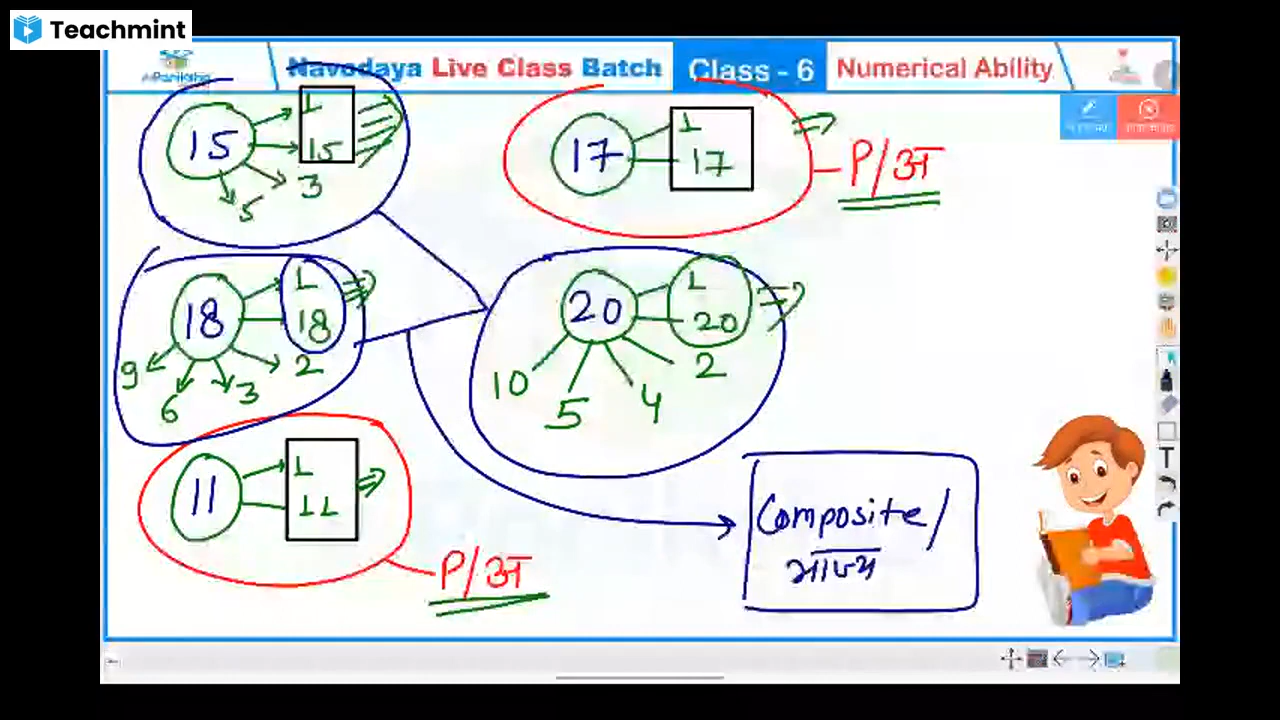 Teachmint
ePariksha
Navodaya Live Class Batch
Class - 6
Numerical Ability
15
1
15
3
5
17
1
17
P/अ
18
1
18
2
3
6
9
20
1
20
2
4
5
10
11
1
11
P/अ
Composite/
भाज्य
T